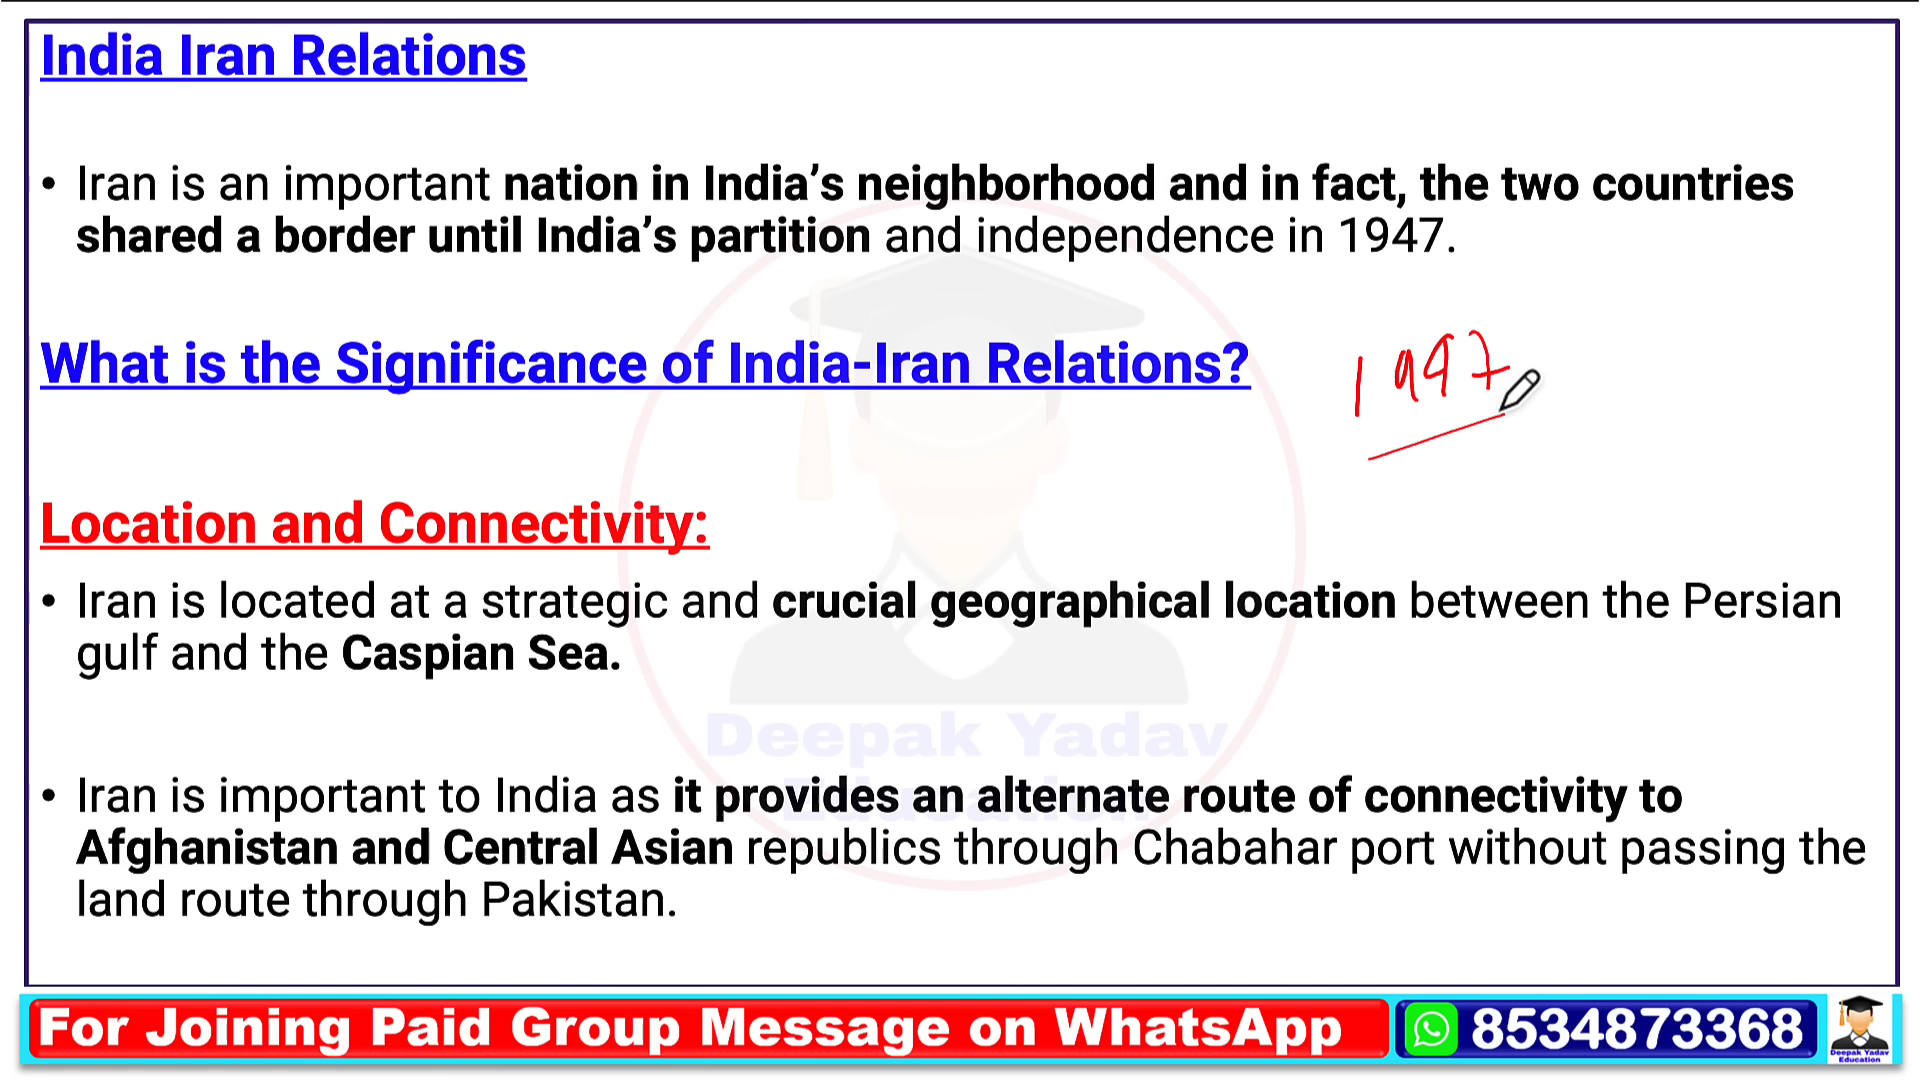 India Iran Relations
• Iran is an important nation in India’s neighborhood and in fact, the two countries
shared a border until India’s partition and independence in 1947.
What is the Significance of India-Iran Relations?
1947
Location and Connectivity:
• Iran is located at a strategic and crucial geographical location between the Persian
gulf and the Caspian Sea.
Deepak Yadav
Education
• Iran is important to India as it provides an alternate route of connectivity to
Afghanistan and Central Asian republics through Chabahar port without passing the
land route through Pakistan.
For Joining Paid Group Message on WhatsApp
8534873368
Deepak Yadav
Education